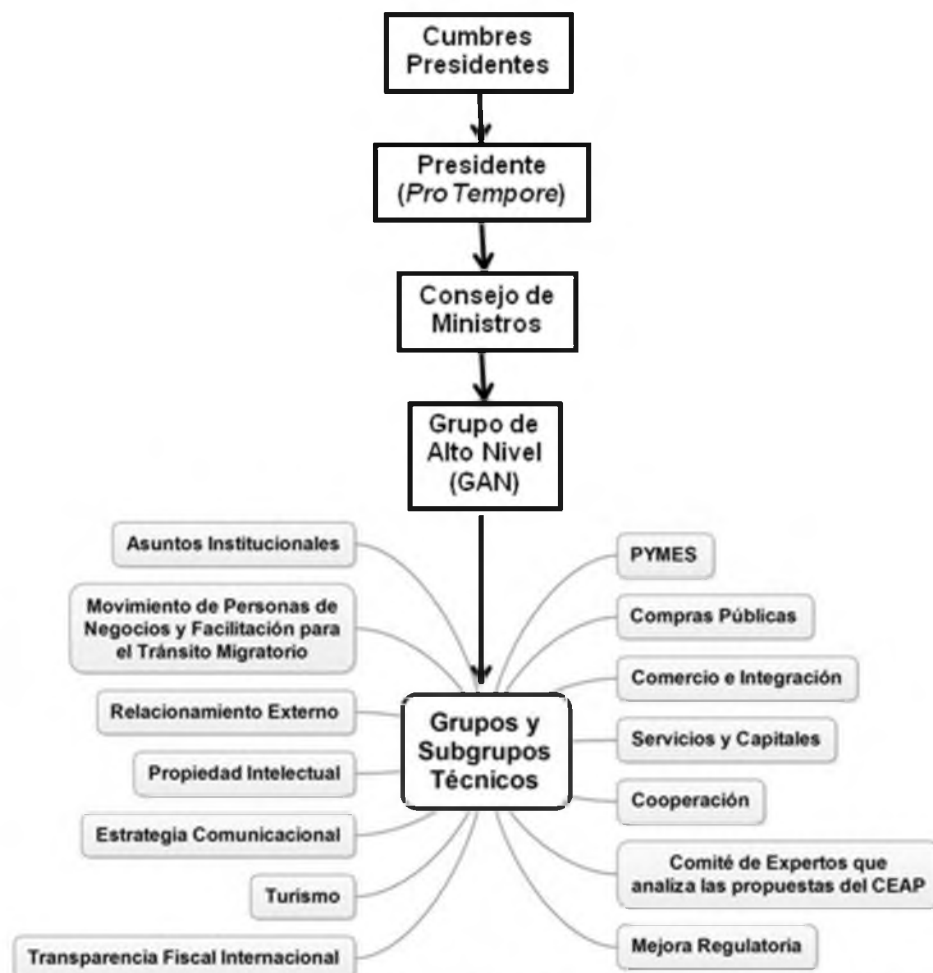 Cumbres
Presidentes
Presidente
(Pro Tempore)
Consejo de
Ministros
Grupo de
Alto Nivel
(GAN)
Asuntos Institucionales
Movimiento de Personas de
Negocios y Facilitación para
el Tránsito Migratorio
Relacionamiento Externo
Propiedad Intelectual
Estrategia Comunicacional
Turismo
Transparencia Fiscal Internacional
Grupos y
Subgrupos
Técnicos
PYMES
Compras Públicas
Comercio e Integración
Servicios y Capitales
Cooperación
Comité de Expertos que
analiza las propuestas del CEAP
Mejora Regulatoria